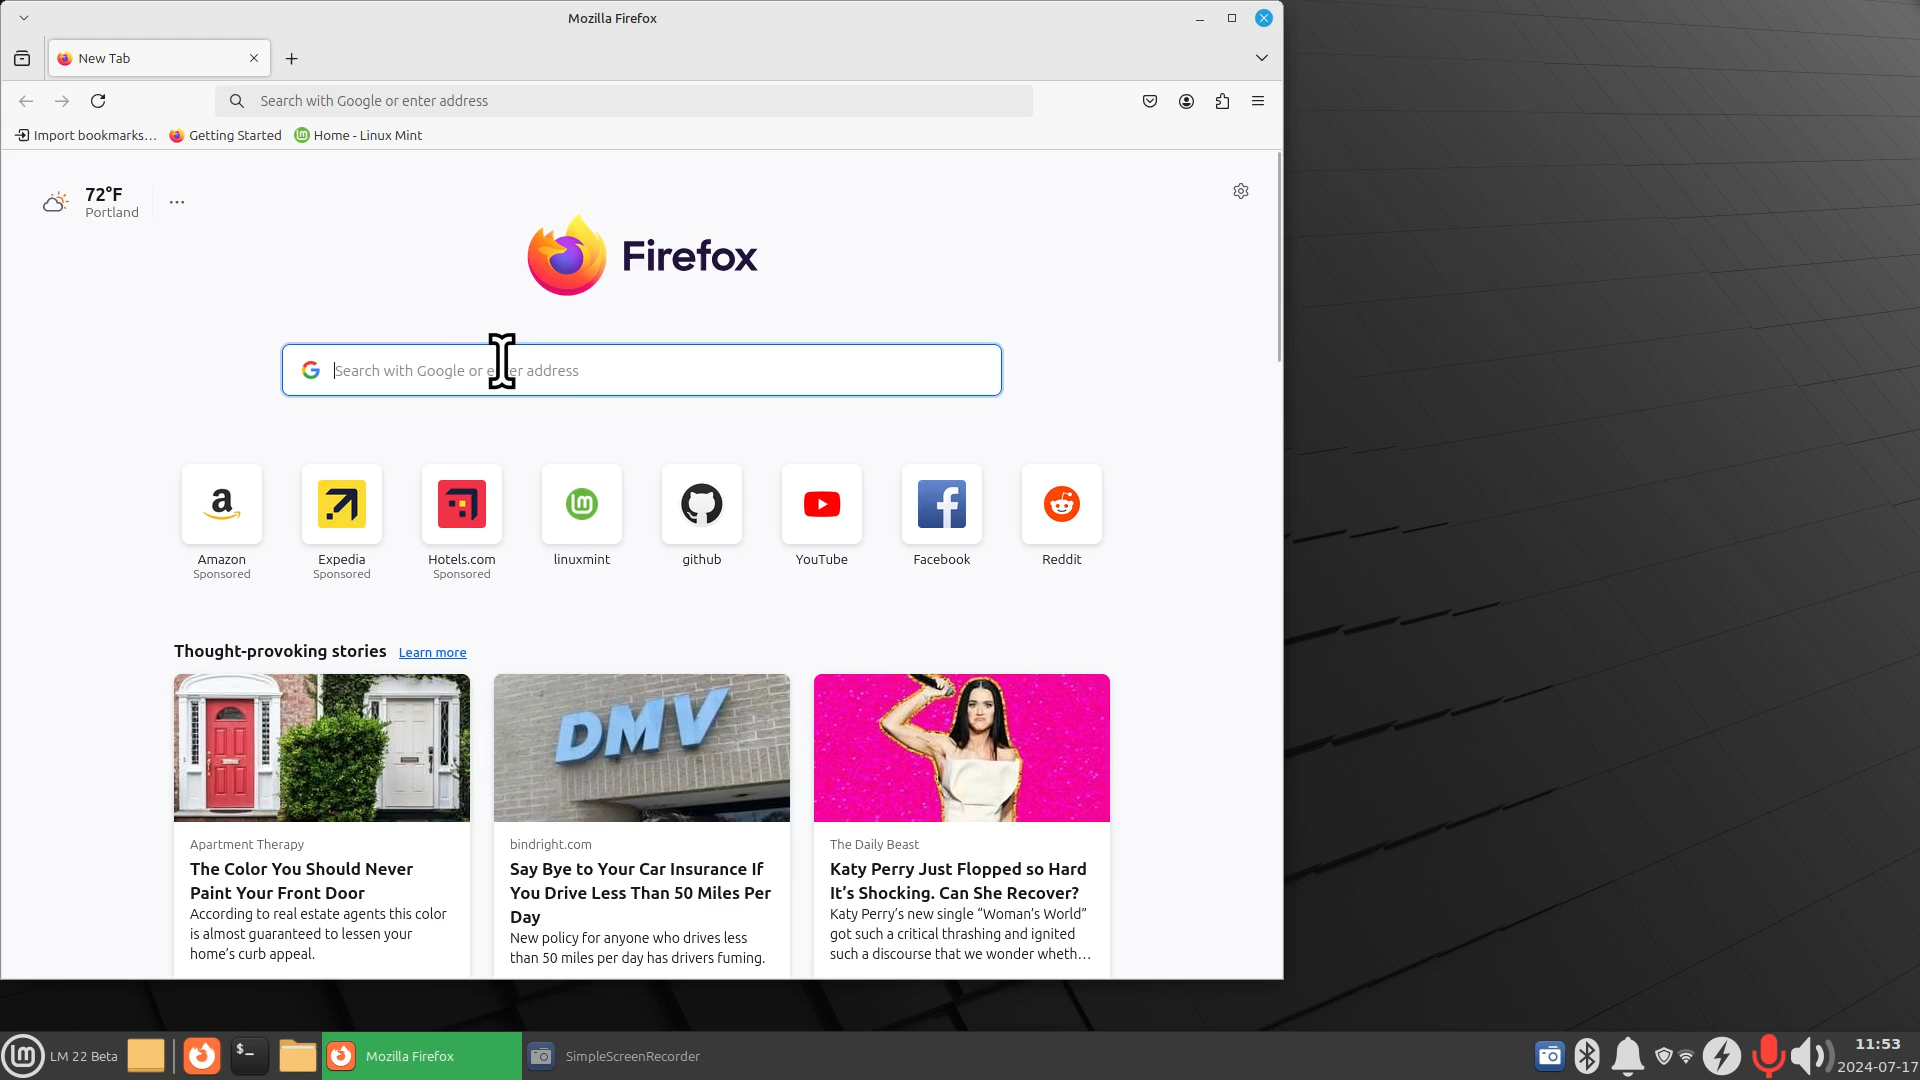 Mozilla Firefox
New Tab
Search with Google or enter address
Import bookmarks...
Getting Started
Home - Linux Mint
72°F
Portland
Firefox
Search with Google or enter address
Amazon
Sponsored
Expedia
Sponsored
Hotels.com
Sponsored
linuxmint
github
YouTube
Facebook
Reddit
Thought-provoking stories
Learn more
DMV
Apartment Therapy
The Color You Should Never
Paint Your Front Door
According to real estate agents this color
is almost guaranteed to lessen your
home's curb appeal.
bindright.com
Say Bye to Your Car Insurance If
You Drive Less Than 50 Miles Per
Day
New policy for anyone who drives less
than 50 miles per day has drivers fuming.
The Daily Beast
Katy Perry Just Flopped so Hard
It's Shocking. Can She Recover?
Katy Perry's new single "Woman's World"
got such a critical thrashing and ignited
such a discourse that we wonder wheth...
LM 22 Beta
$_
Mozilla Firefox
SimpleScreenRecorder
11:53
2024-07-17